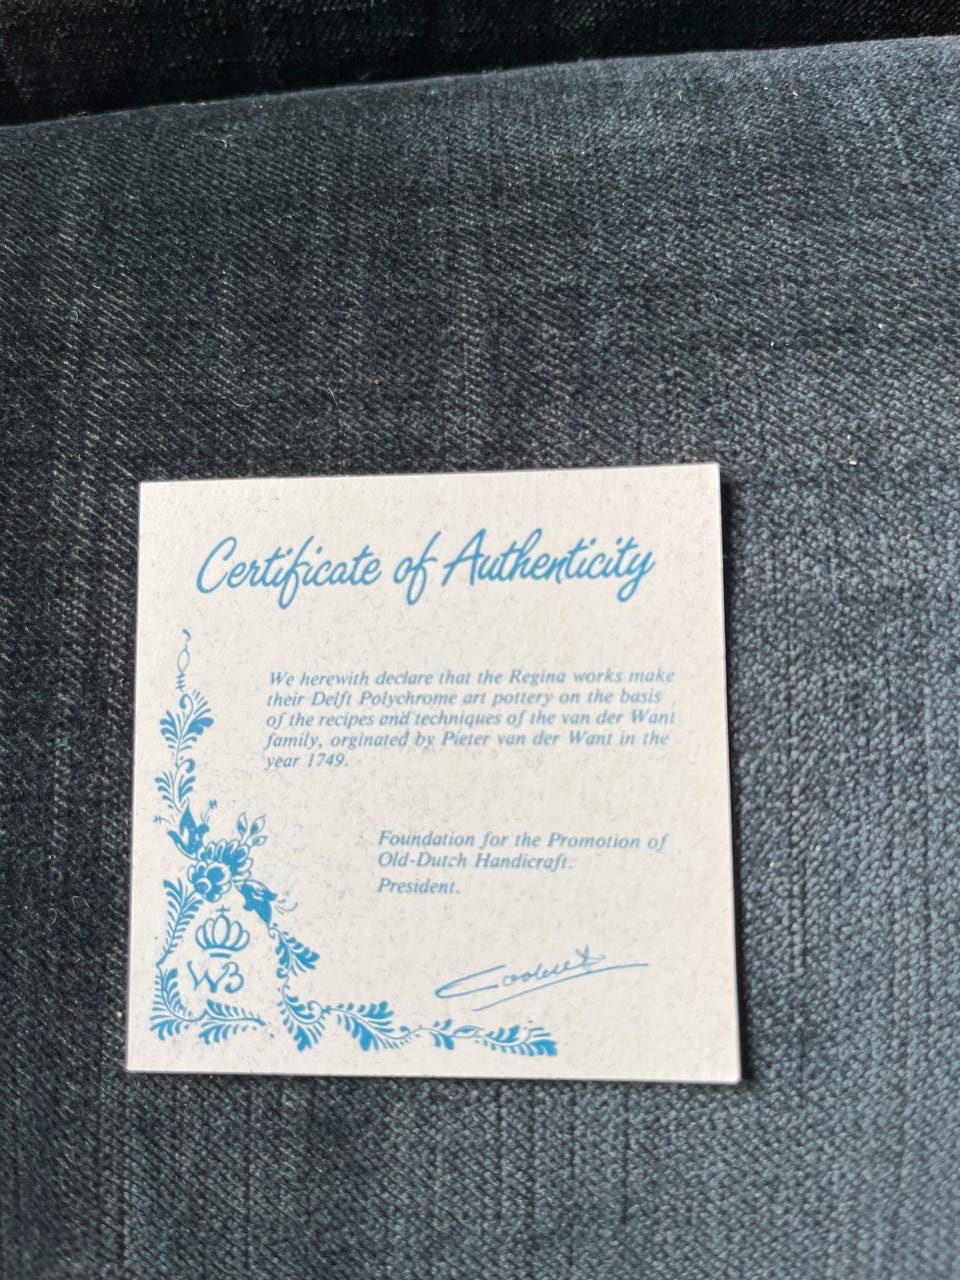 Certificate of Authenticity
We herewith declare that the Regina works make
their Delft Polychrome art pottery on the basis
of the recipes and techniques of the van der Want
family, orginated by Pieter van der Want in the
year 1749.
Foundation for the Promotion of
Old-Dutch Handicraft.
President.
WB